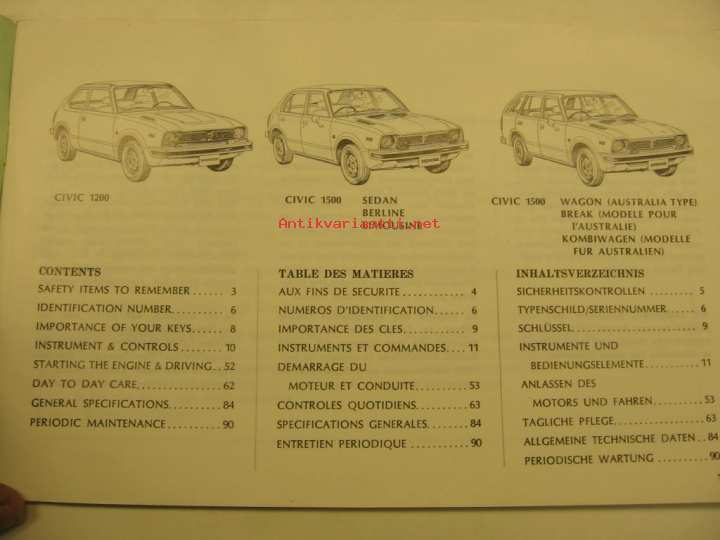 CIVIC 1200
CIVIC 1500 SEDAN
BERLINE
LIMOUSINE
CIVIC 1500 WAGON (AUSTRALIA TYPE)
BREAK (MODELE POUR
l'AUSTRALIE)
KOMBIWAGEN (MODELLE
FUR AUSTRALIEN)
Antikvariaatti.net
CONTENTS
SAFETY ITEMS TO REMEMBER ...... 3
IDENTIFICATION NUMBER.......... 6
IMPORTANCE OF YOUR KEYS........ 8
INSTRUMENT & CONTROLS ......... 10
STARTING THE ENGINE & DRIVING.. 52
DAY TO DAY CARE................ 62
GENERAL SPECIFICATIONS......... 84
PERIODIC MAINTENANCE .......... 90
TABLE DES MATIERES
AUX FINS DE SECURITE ............ 4
NUMEROS D'IDENTIFICATION....... 6
IMPORTANCE DES CLES............. 9
INSTRUMENTS ET COMMANDES.... 11
DEMARRAGE DU
MOTEUR ET CONDUITE.......... 53
CONTROLES QUOTIDIENS.......... 63
SPECIFICATIONS GENERALES........ 84
ENTRETIEN PERIODIQUE ........... 90
INHALTSVERZEICHNIS
SICHERHEITSKONTROLLEN ......... 5
TYPENSCHILD/SERIENNUMMER...... 6
SCHLÜSSEL....................... 9
INSTRUMENTE UND
BEDIENUNGSELEMENTE.......... 11
ANLASSEN DES
MOTORS UND FAHREN........... 53
TAGLICHE PFLEGE................. 63
ALLGEMEINE TECHNISCHE DATEN.. 84
PERIODISCHE WARTUNG .......... 90